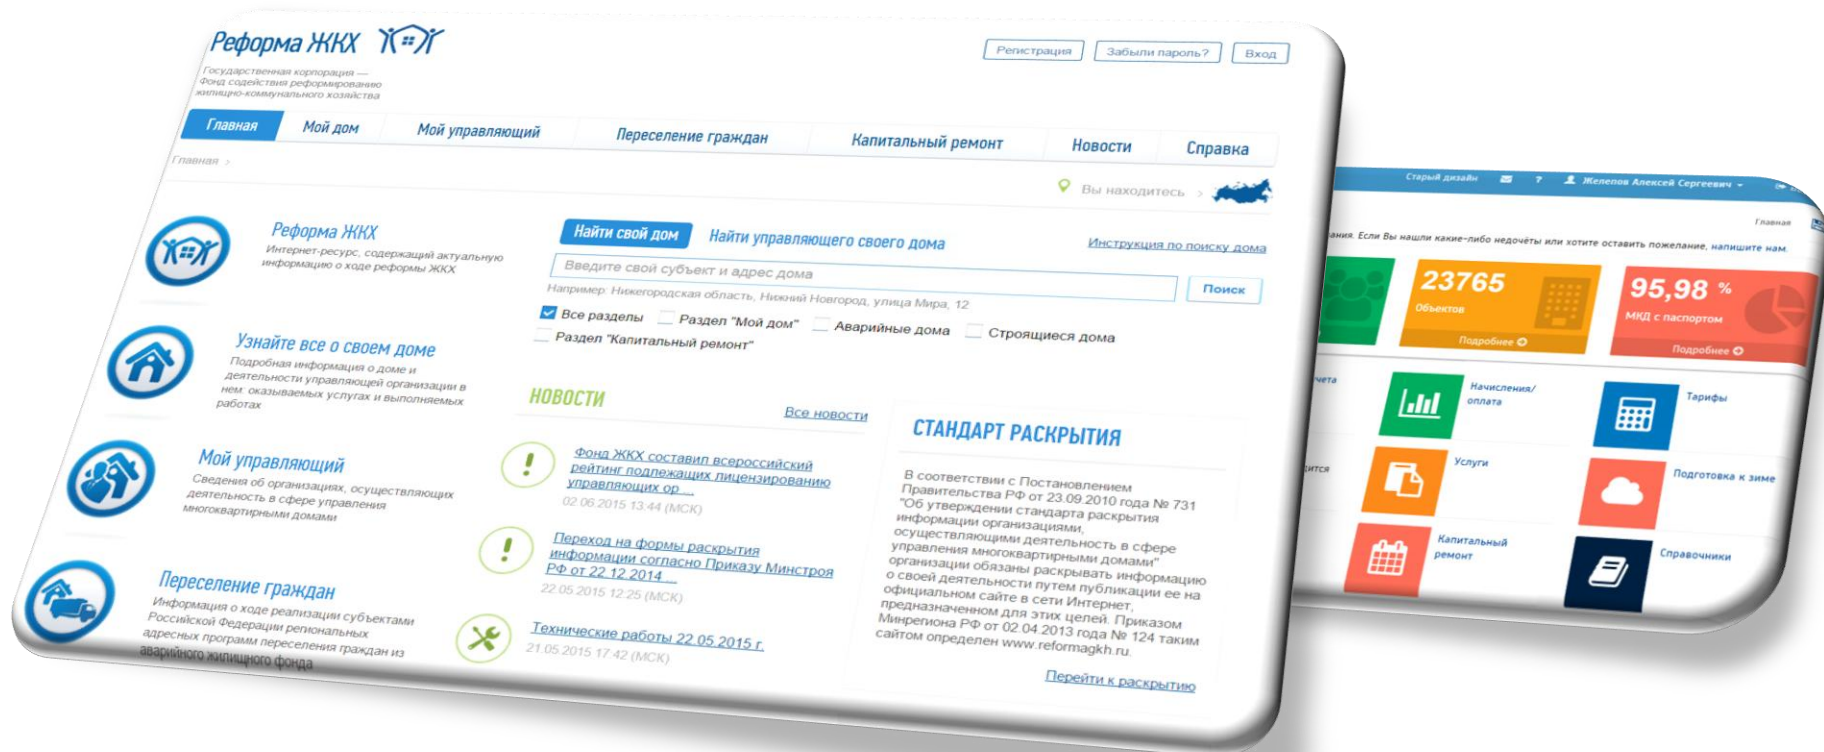 Реформа ЖКХ
Государственная корпорация —
Фонд содействия реформированию
жилищно-коммунального хозяйства
Регистрация
Забыли пароль?
Вход
Главная
Мой дом
Мой управляющий
Переселение граждан
Капитальный ремонт
Новости
Справка
Главная >
Вы находитесь >
Реформа ЖКХ
Интернет-ресурс, содержащий актуальную
информацию о ходе реформы ЖКХ
Узнайте все о своем доме
Подробная информация о доме и
деятельности управляющей организации в
нем: оказываемых услугах и выполняемых
работах
Мой управляющий
Сведения об организациях, осуществляющих
деятельность в сфере управления
многоквартирными домами
Переселение граждан
Информация о ходе реализации субъектами
Российской Федерации региональных
адресных программ переселения граждан из
аварийного жилищного фонда
Найти свой дом
Найти управляющего своего дома
Инструкция по поиску дома
Введите свой субъект и адрес дома
Поиск
Например: Нижегородская область, Нижний Новгород, улица Мира, 12
Все разделы
Раздел "Мой дом"
Аварийные дома
Строящиеся дома
Раздел "Капитальный ремонт"
НОВОСТИ
Все новости
Фонд ЖКХ составил всероссийский
рейтинг подлежащих лицензированию
управляющих ор ...
02.06.2015 13:44 (МСК)
Переход на формы раскрытия
информации согласно Приказу Минстроя
РФ от 22.12.2014 ...
22.05.2015 12:25 (МСК)
Технические работы 22.05.2015 г.
21.05.2015 17:42 (МСК)
СТАНДАРТ РАСКРЫТИЯ
В соответствии с Постановлением
Правительства РФ от 23.09.2010 года № 731
"Об утверждении стандарта раскрытия
информации организациями,
осуществляющими деятельность в сфере
управления многоквартирными домами"
организации обязаны раскрывать информацию
о своей деятельности путем публикации ее на
официальном сайте в сети Интернет,
предназначенном для этих целей. Приказом
Минрегиона РФ от 02.04.2013 года № 124 таким
сайтом определен www.reformagkh.ru.
Перейти к раскрытию
Старый дизайн
?
Желепов Алексей Сергеевич
Главная
Если Вы нашли какие-либо недочёты или хотите оставить пожелание, напишите нам.
23765
Объектов
Подробнее
95,98 %
МКД с паспортом
Подробнее
Начисления/
оплата
Тарифы
Услуги
Подготовка к зиме
Капитальный
ремонт
Справочники